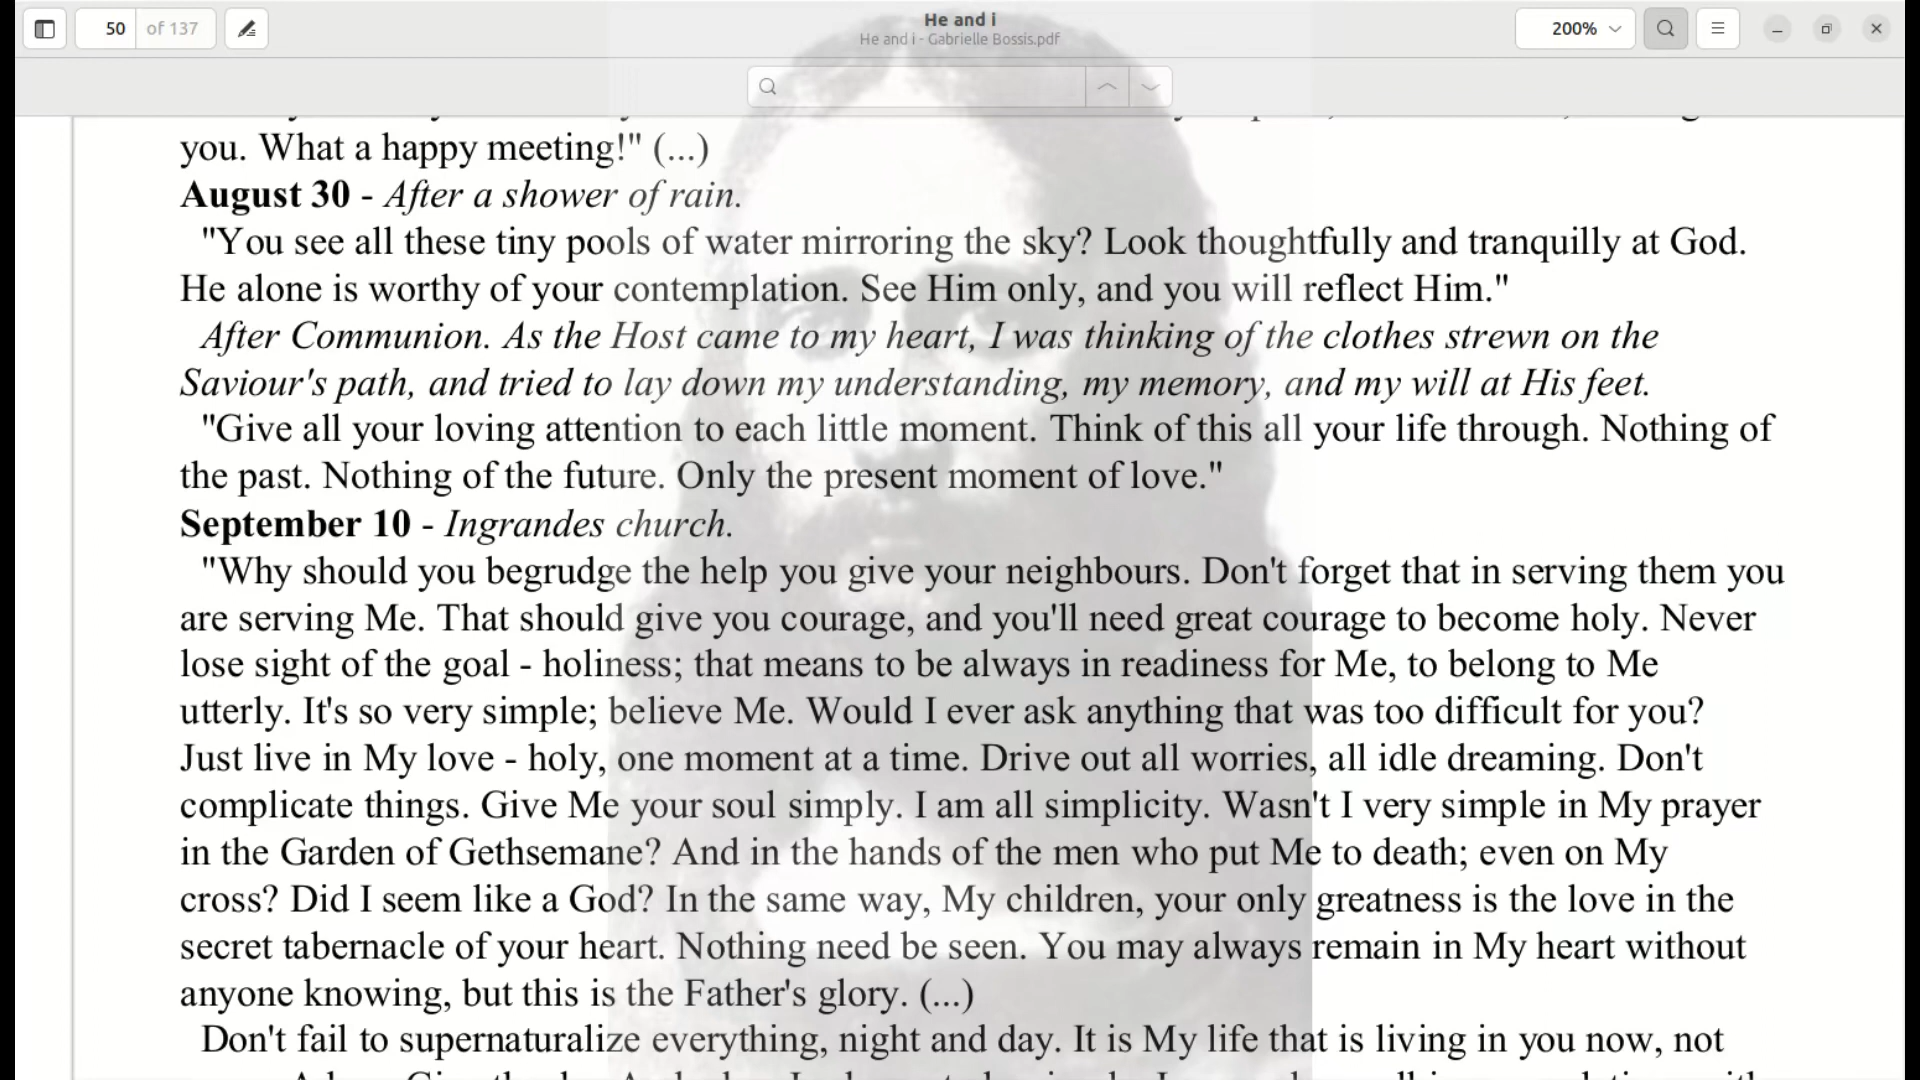 50
of 137
He and i
He and i - Gabrielle Bossis.pdf
200%
you. What a happy meeting!" (...)
August 30 - After a shower of rain.
"You see all these tiny pools of water mirroring the sky? Look thoughtfully and tranquilly at God.
He alone is worthy of your contemplation. See Him only, and you will reflect Him."
After Communion. As the Host came to my heart, I was thinking of the clothes strewn on the
Saviour's path, and tried to lay down my understanding, my memory, and my will at His feet.
"Give all your loving attention to each little moment. Think of this all your life through. Nothing of
the past. Nothing of the future. Only the present moment of love."
September 10 - Ingrandes church.
"Why should you begrudge the help you give your neighbours. Don't forget that in serving them you
are serving Me. That should give you courage, and you'll need great courage to become holy. Never
lose sight of the goal - holiness; that means to be always in readiness for Me, to belong to Me
utterly. It's so very simple; believe Me. Would I ever ask anything that was too difficult for you?
Just live in My love - holy, one moment at a time. Drive out all worries, all idle dreaming. Don't
complicate things. Give Me your soul simply. I am all simplicity. Wasn't I very simple in My prayer
in the Garden of Gethsemane? And in the hands of the men who put Me to death; even on My
cross? Did I seem like a God? In the same way, My children, your only greatness is the love in the
secret tabernacle of your heart. Nothing need be seen. You may always remain in My heart without
anyone knowing, but this is the Father's glory. (...)
Don't fail to supernaturalize everything, night and day. It is My life that is living in you now, not